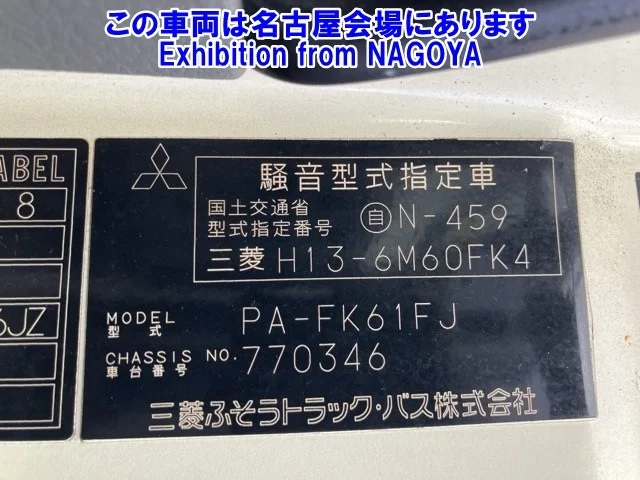 この車両は名古屋会場にあります
Exhibition from NAGOYA
ABEL
8
6JZ
騒音型式指定車
国土交通省
型式指定番号
自N-459
三菱 H13-6M60FK4
MODEL
型式
PA-FK61FJ
CHASSIS NO.
車台番号
770346
三菱ふそうトラック・バス株式会社